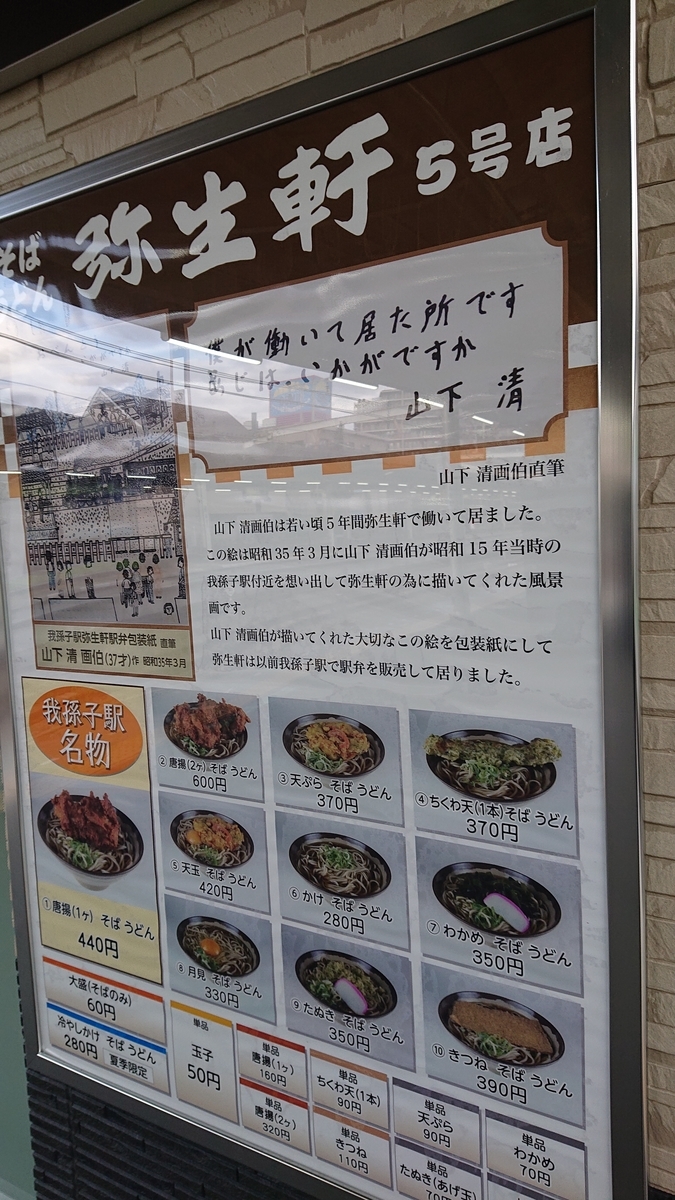 弥生軒 5号店
そば
うどん
僕が働いて居た所です
感じは。いかがですか
山下 清
山下 清画伯直筆
山下 清画伯は若い頃5年間弥生軒で働いて居ました。
この絵は昭和35年3月に山下 清画伯が昭和15年当時の
我孫子駅付近を想い出して弥生軒の為に描いてくれた風景
画です。
山下 清画伯が描いてくれた大切なこの絵を包装紙にして
弥生軒は以前我孫子駅で駅弁を販売して居りました。
我孫子駅弥生軒駅弁包装紙 直筆
山下 清 画伯(37才)作 昭和35年3月
我孫子駅
名物
①唐揚(1ヶ) そば うどん
440円
②唐揚(2ヶ) そば うどん
600円
③天ぷら そば うどん
370円
④ちくわ天(1本)そば うどん
370円
⑤天玉 そば うどん
420円
⑥かけ そば うどん
280円
⑦わかめ そば うどん
350円
⑧月見 そば うどん
330円
⑨たぬき そば うどん
350円
⑩きつね そば うどん
390円
大盛(そばのみ)
60円
冷やしかけ そば うどん
280円 夏季限定
単品
玉子
50円
単品
唐揚(1ヶ)
160円
単品
唐揚(2ヶ)
320円
単品
ちくわ天(1本)
90円
単品
きつね
110円
単品
天ぷら
90円
単品
たぬき(あげ玉)
70円
単品
わかめ
70円